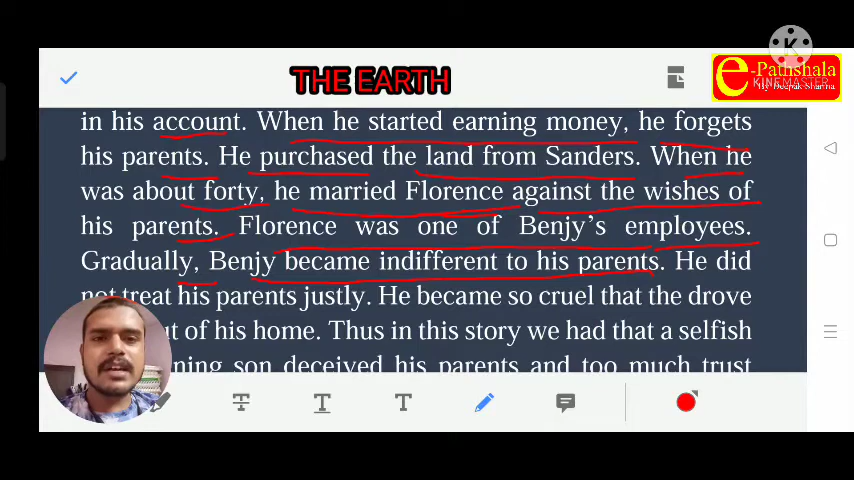 THE EARTH
e-Pathshala
By Deepak Sharma
KINEMASTER
in his account. When he started earning money, he forgets
his parents. He purchased the land from Sanders. When he
was about forty, he married Florence against the wishes of
his parents. Florence was one of Benjy's employees.
Gradually, Benjy became indifferent to his parents. He did
not treat his parents justly. He became so cruel that the drove
of his home. Thus in this story we had that a selfish
son deceived his parents and too much trust